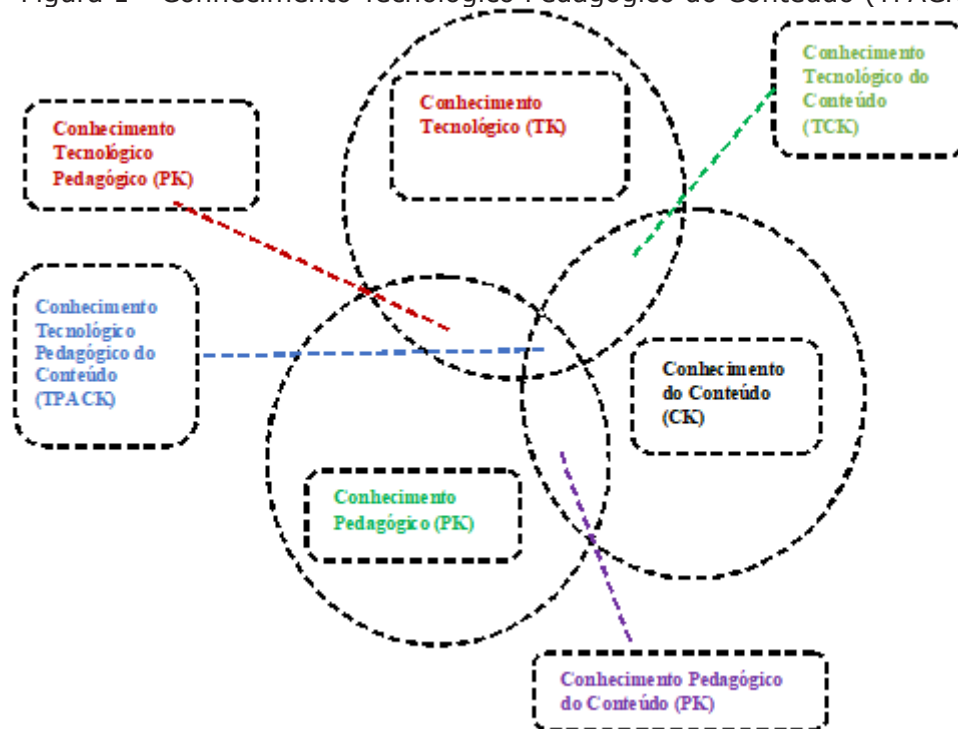 Figura 1 - Conhecimento Tecnológico Pedagógico do Conteúdo (TPACK
Conhecimento
Tecnológico do
Conteúdo
(TCK)
Conhecimento
Tecnológico (TK)
Conhecimento
Tecnológico
Pedagógico (PK)
Conhecimento
Tecnológico
Pedagógico do
Conteúdo
(TPACK)
Conhecimento
do Conteúdo
(CK)
Conhecimento
Pedagógico (PK)
Conhecimento Pedagógico
do Conteúdo (PK)